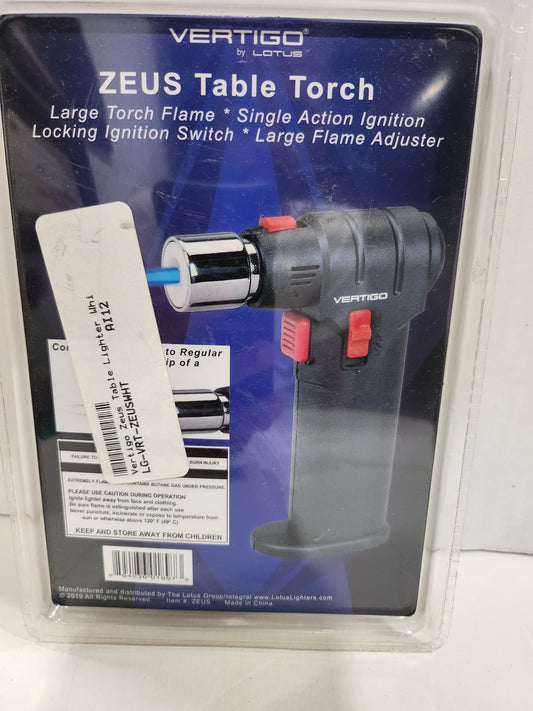 VERTIGO®
by LOTUS
ZEUS Table Torch
Large Torch Flame * Single Action Ignition
Locking Ignition Switch * Large Flame Adjuster
VERTIGO
Vertigo Zeus Table Lighter Whi
AI12
LG-VRT-ZEUSWHT
to Regular
of a
FAILURE TO
BURN INJURY
EXTREMELY CONTAINS BUTANE GAS UNDER PRESSURE.
PLEASE USE CAUTION DURING OPERATION
Ignite lighter away from face and clothing.
Be sure flame is extinguished after each use
Never puncture, incinerate or expose to temperature from
sun or otherwise above 120° F (49° C)
KEEP AND STORE AWAY FROM CHILDREN
Manufactured and distributed by The Lotus Group/Integral www.LotusLighters.com
© 2019 All Rights Reserved Item #: ZEUS Made in China.